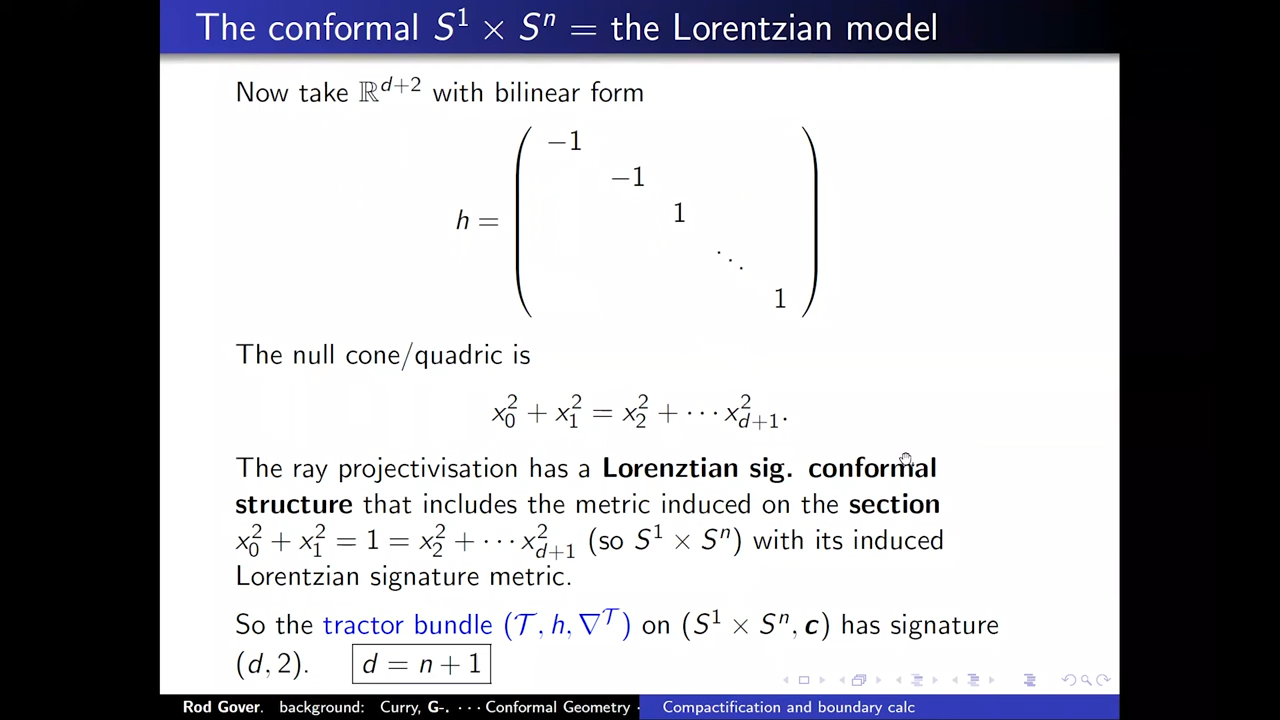 The conformal S¹ × Sⁿ = the Lorentzian model
Now take ℝ^{d+2} with bilinear form
h = ( −1 −1 1 ⋱ 1 )
The null cone/quadric is
x₀² + x₁² = x₂² + ⋯ x_{d+1}².
The ray projectivisation has a Lorenztian sig. conformal
structure that includes the metric induced on the section
x₀² + x₁² = 1 = x₂² + ⋯ x_{d+1}² (so S¹ × Sⁿ) with its induced
Lorentzian signature metric.
So the tractor bundle (𝒯, h, ∇^𝒯) on (S¹ × Sⁿ, c) has signature
(d, 2). d = n + 1
Rod Gover. background: Curry, G-. ⋯ Conformal Geometry · Compactification and boundary calc